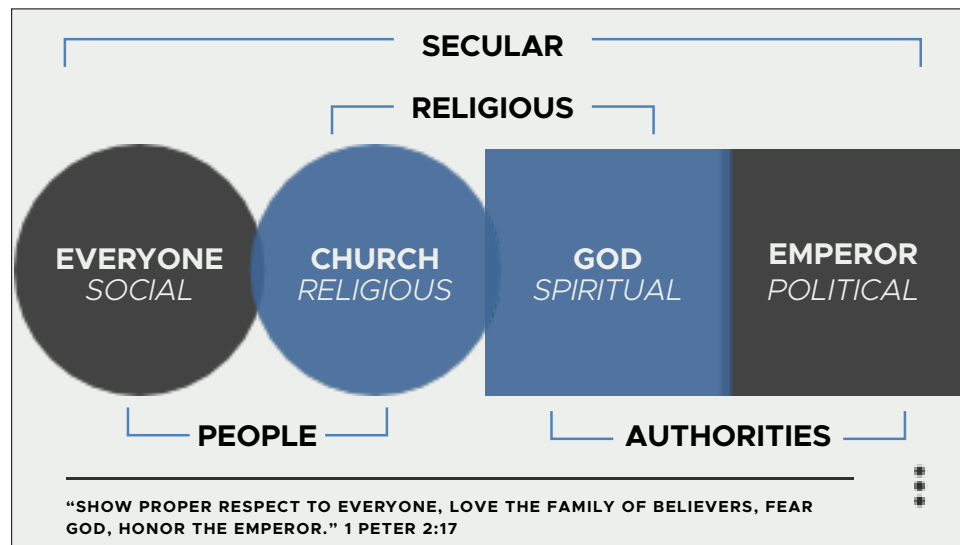 SECULAR
RELIGIOUS
EVERYONE
SOCIAL
CHURCH
RELIGIOUS
GOD
SPIRITUAL
EMPEROR
POLITICAL
PEOPLE
AUTHORITIES
“SHOW PROPER RESPECT TO EVERYONE, LOVE THE FAMILY OF BELIEVERS, FEAR
GOD, HONOR THE EMPEROR.” 1 PETER 2:17